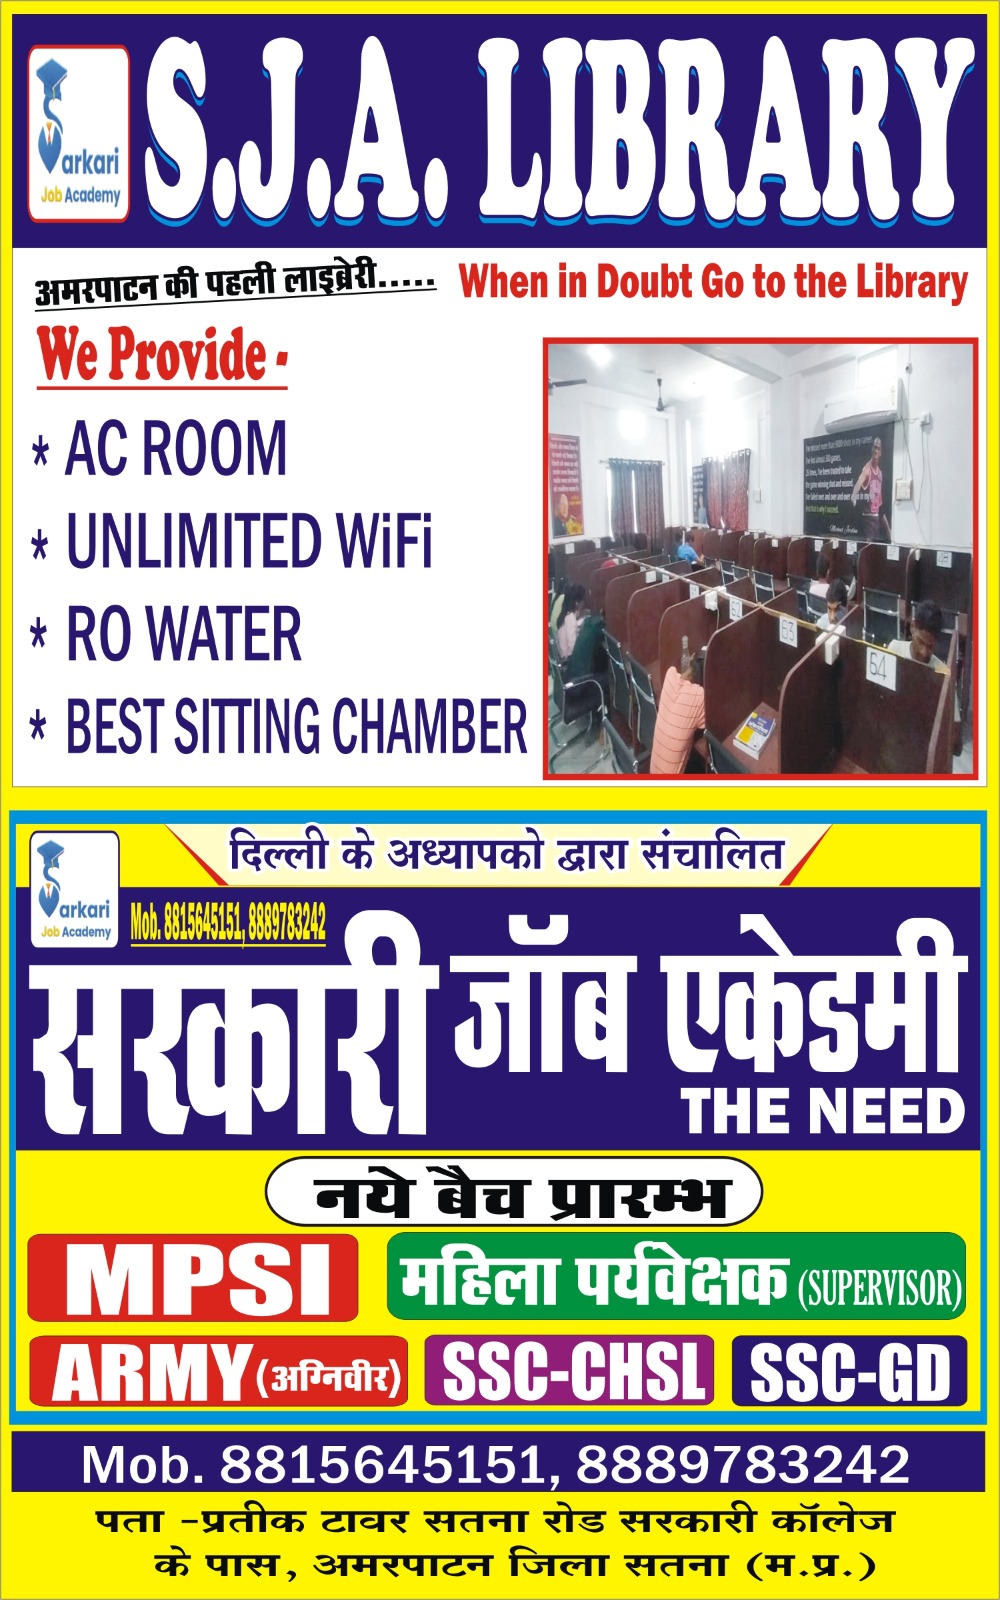 S.J.A. LIBRARY
Sarkari
Job Academy
अमरपाटन की पहली लाइब्रेरी.....
When in Doubt Go to the Library
We Provide -
* AC ROOM
* UNLIMITED WiFi
* RO WATER
* BEST SITTING CHAMBER
62
63
64
दिल्ली के अध्यापको द्वारा संचालित
Sarkari
Job Academy
Mob. 8815645151, 8889783242
सरकारी जॉब एकेडमी
THE NEED
नये बैच प्रारम्भ
MPSI
महिला पर्यवेक्षक (SUPERVISOR)
ARMY (अग्निवीर)
SSC-CHSL
SSC-GD
Mob. 8815645151, 8889783242
पता -प्रतीक टावर सतना रोड सरकारी कॉलेज
के पास, अमरपाटन जिला सतना (म.प्र.)